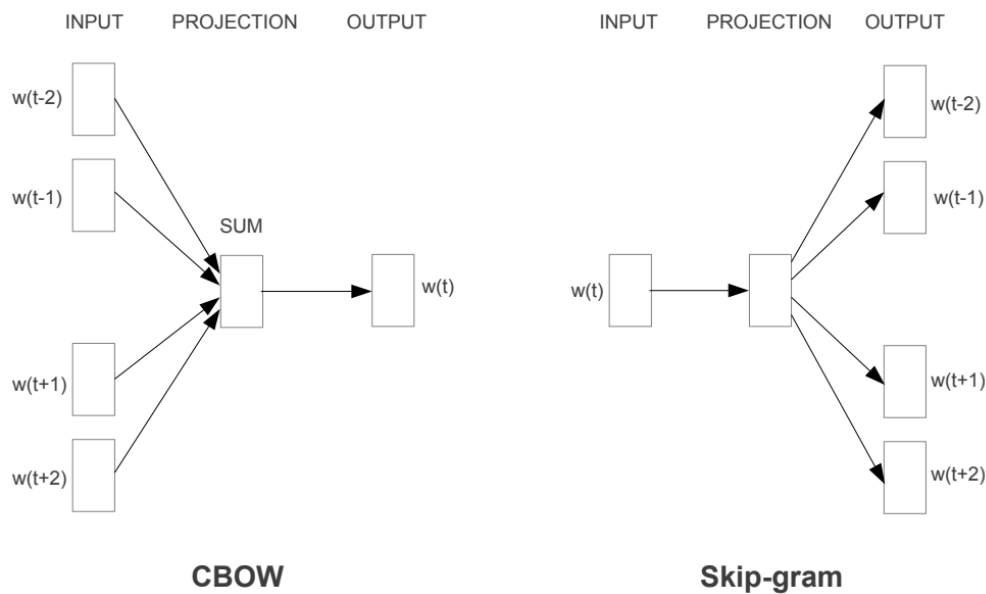 INPUT PROJECTION OUTPUT
w(t-2)
w(t-1)
SUM
w(t)
w(t+1)
w(t+2)
CBOW
INPUT PROJECTION OUTPUT
w(t-2)
w(t-1)
w(t)
w(t+1)
w(t+2)
Skip-gram